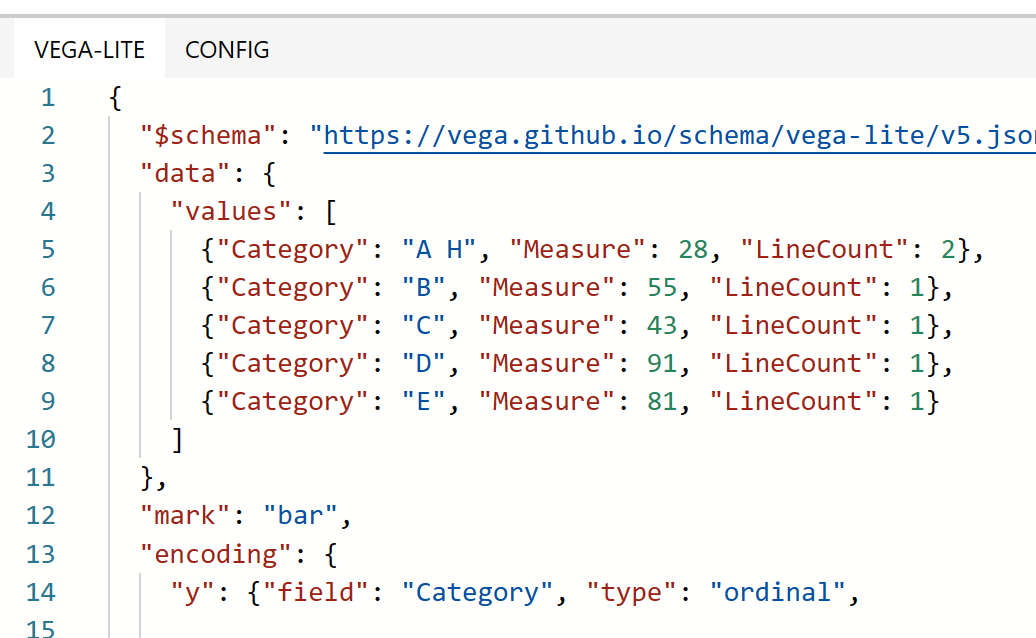 VEGA-LITE CONFIG
1 {
2 "$schema": "https://vega.github.io/schema/vega-lite/v5.json
3 "data": {
4 "values": [
5 {"Category": "A H", "Measure": 28, "LineCount": 2},
6 {"Category": "B", "Measure": 55, "LineCount": 1},
7 {"Category": "C", "Measure": 43, "LineCount": 1},
8 {"Category": "D", "Measure": 91, "LineCount": 1},
9 {"Category": "E", "Measure": 81, "LineCount": 1}
10 ]
11 },
12 "mark": "bar",
13 "encoding": {
14 "y": {"field": "Category", "type": "ordinal",
15